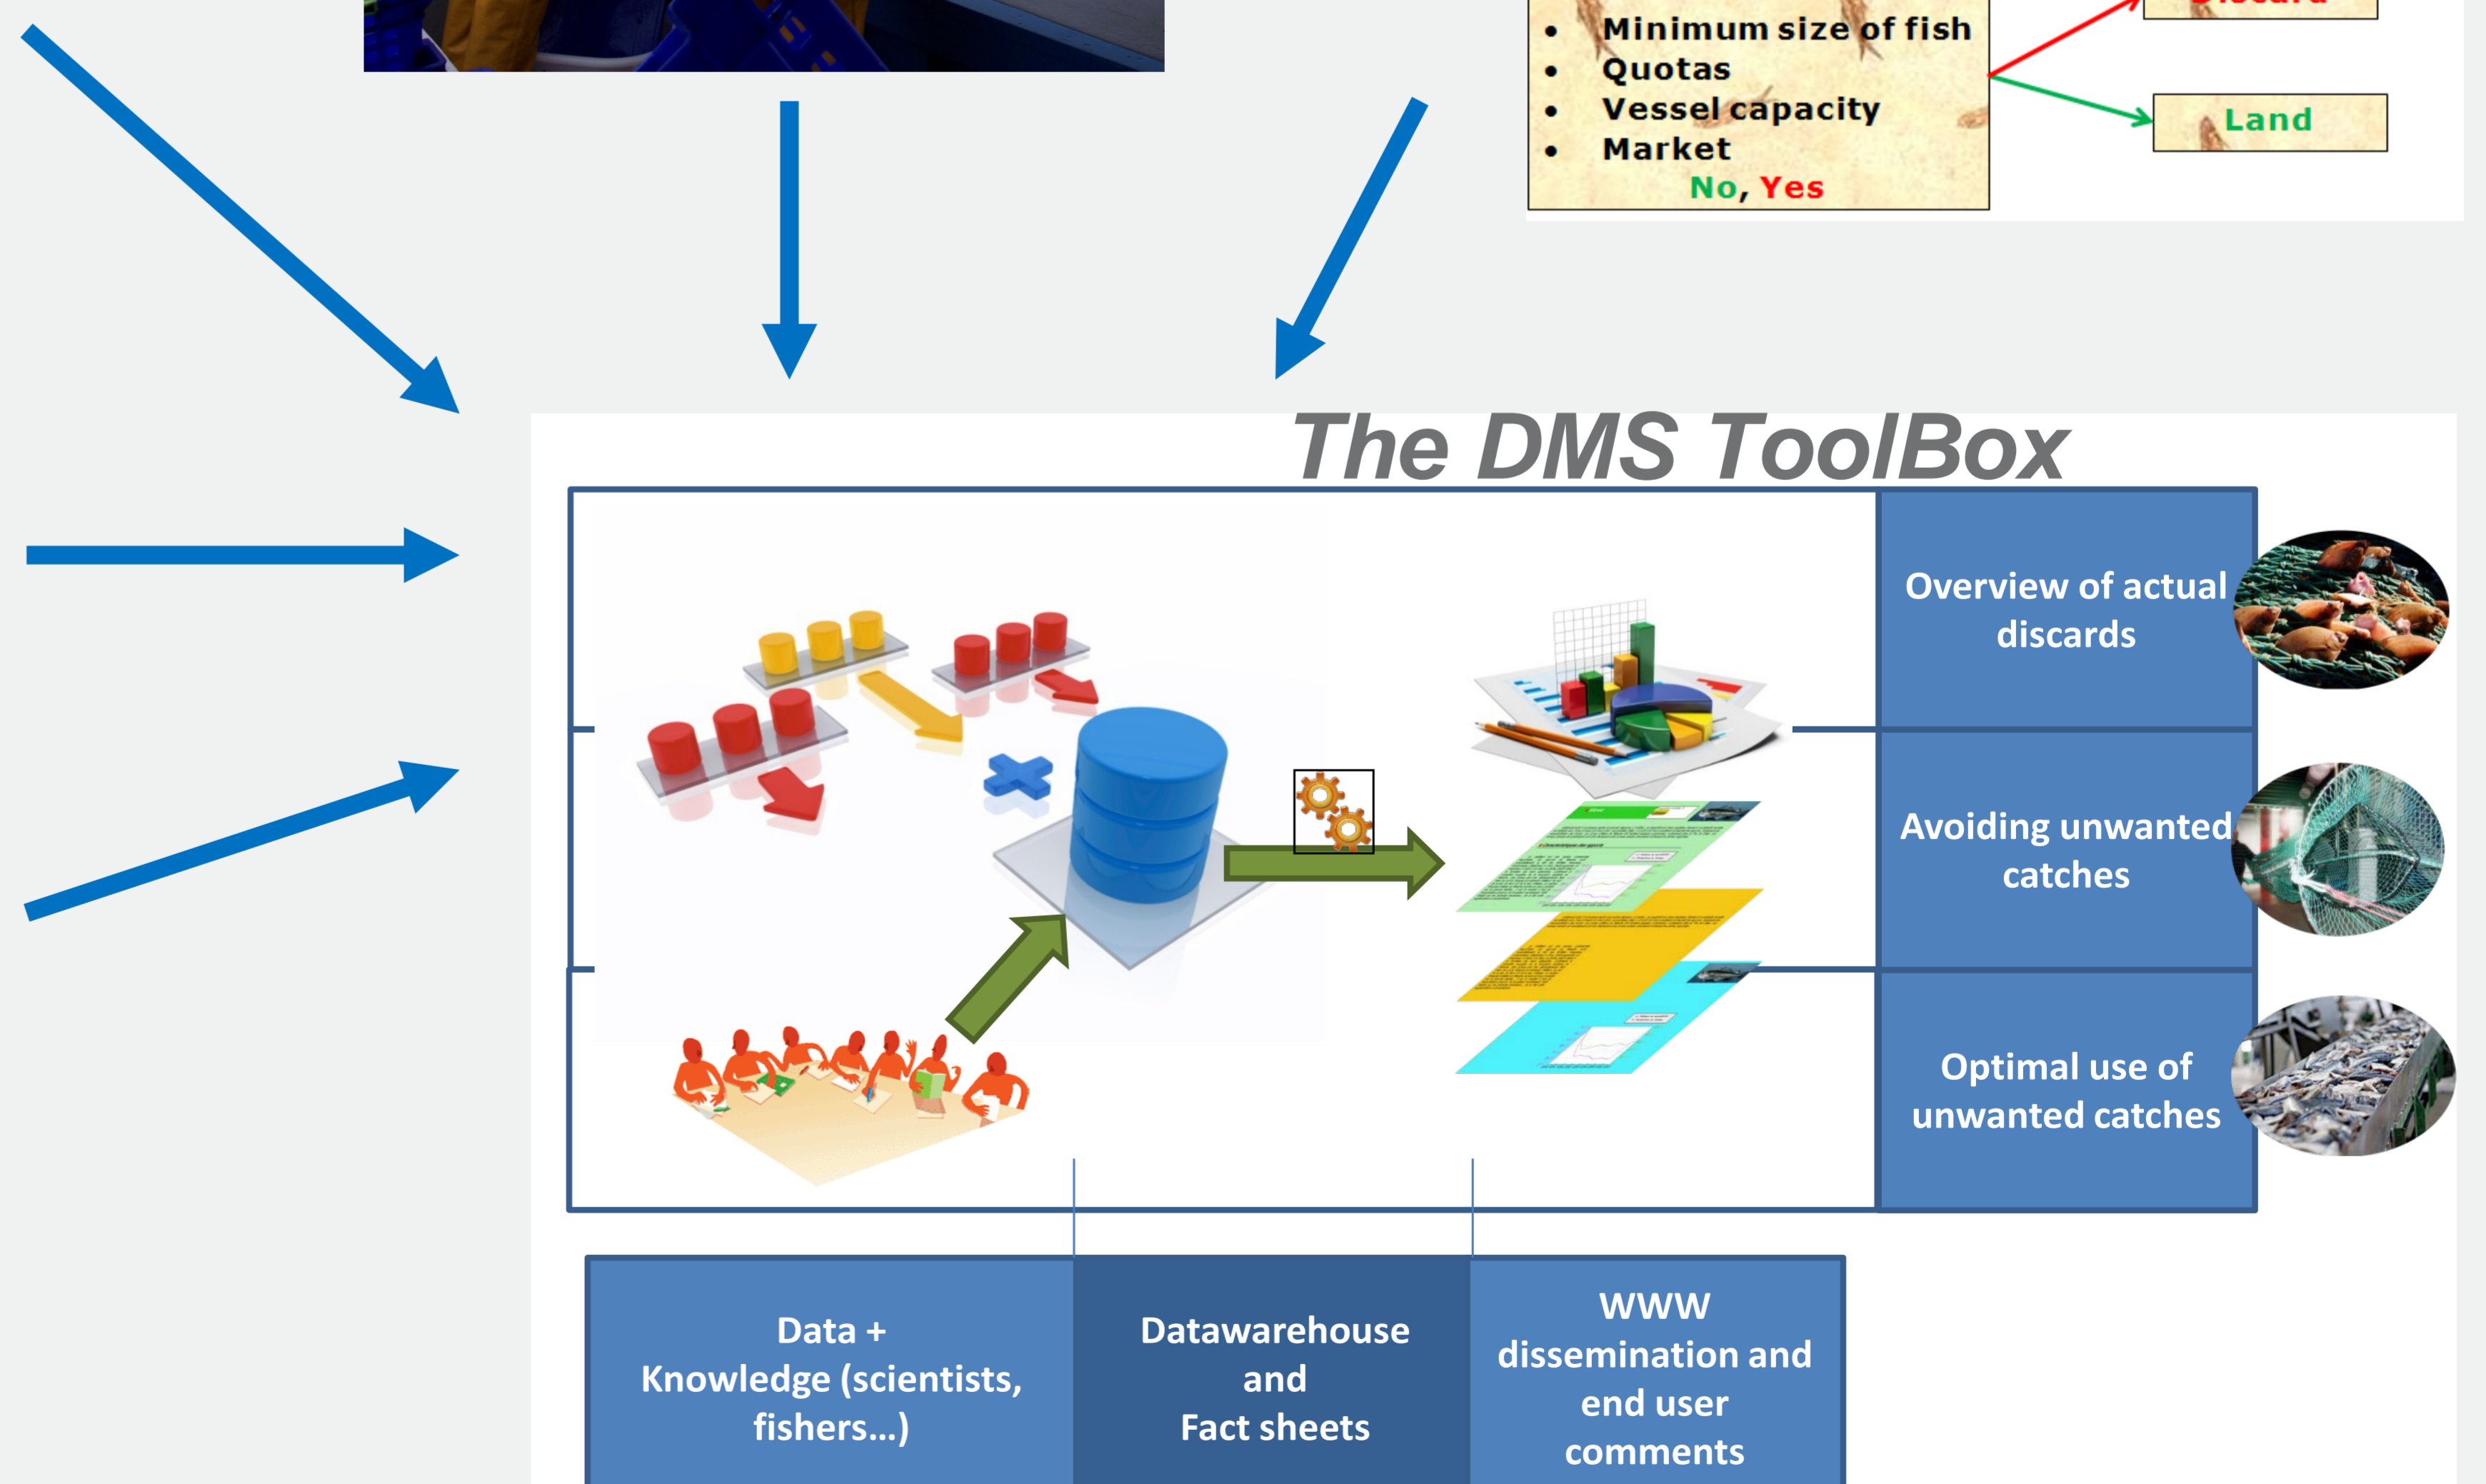 Discard
• Minimum size of fish
• Quotas
• Vessel capacity
• Market
No, Yes
Land
The DMS ToolBox
Overview of actual
discards
Avoiding unwanted
catches
Optimal use of
unwanted catches
Data +
Knowledge (scientists,
fishers...)
Datawarehouse
and
Fact sheets
WWW
dissemination and
end user
comments